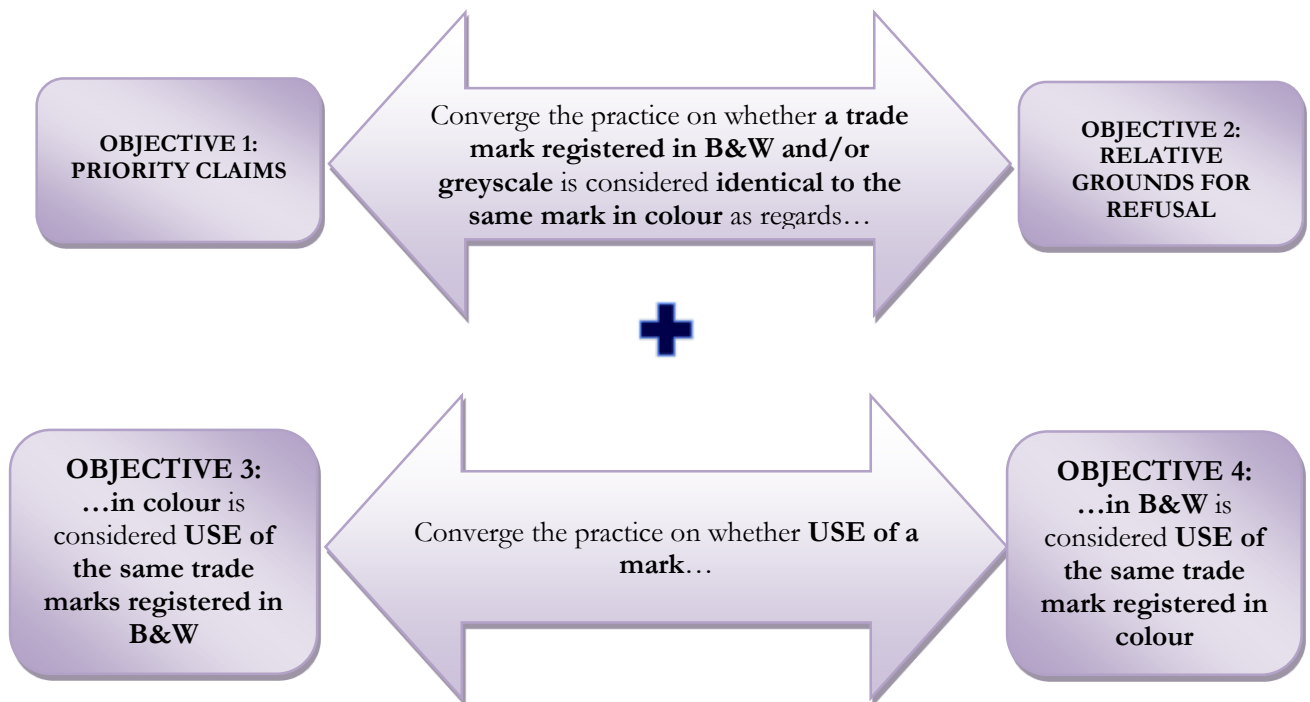 OBJECTIVE 1:
PRIORITY CLAIMS
Converge the practice on whether a trade
mark registered in B&W and/or
greyscale is considered identical to the
same mark in colour as regards…
OBJECTIVE 2:
RELATIVE
GROUNDS FOR
REFUSAL
OBJECTIVE 3:
…in colour is
considered USE of
the same trade
marks registered in
B&W
Converge the practice on whether USE of a
mark…
OBJECTIVE 4:
…in B&W is
considered USE of
the same trade
mark registered in
colour